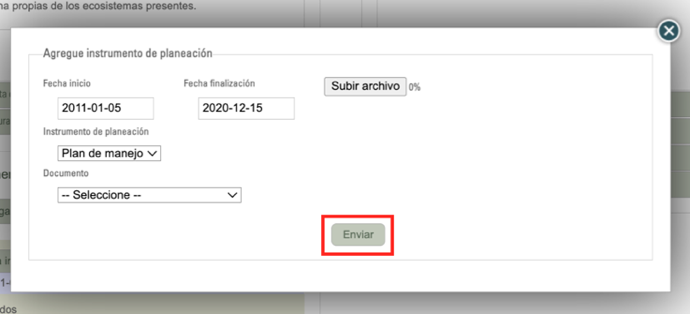 na propias de los ecosistemas presentes.
Agregue instrumento de planeación
Fecha inicio Fecha finalización
2011-01-05 2020-12-15 Subir archivo 0%
Instrumento de planeación
Plan de manejo
Documento
-- Seleccione --
Enviar
dos